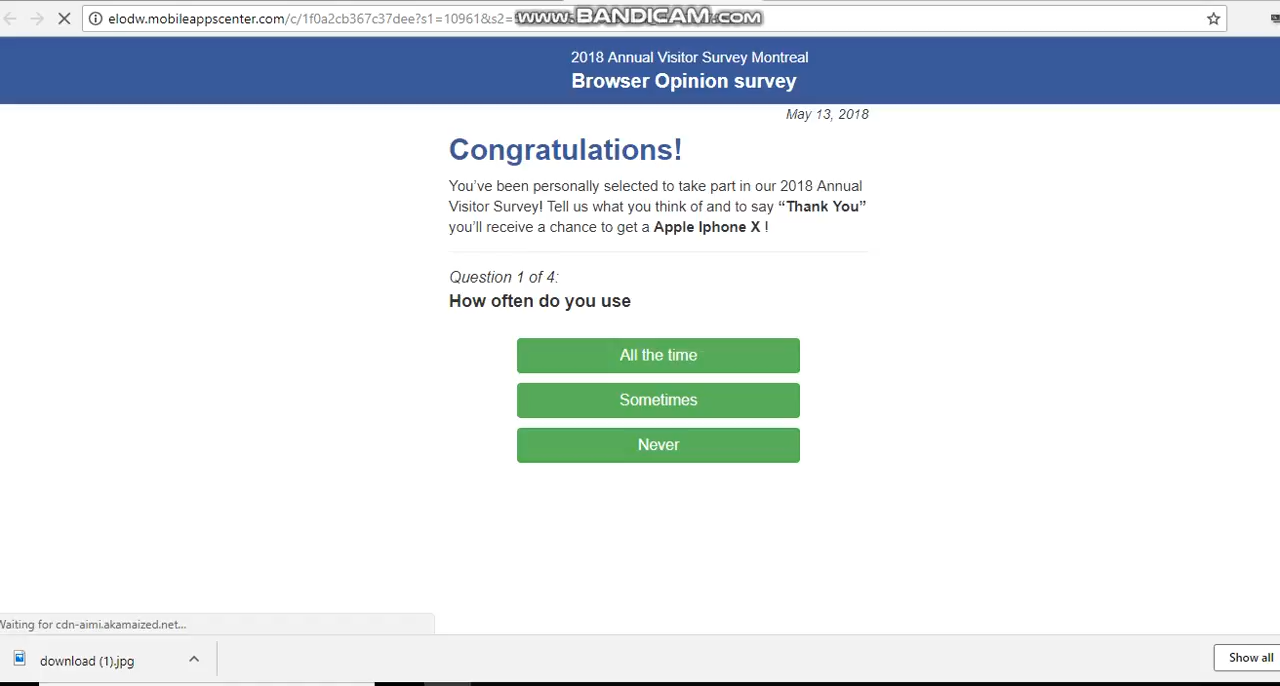 elodw.mobileappscenter.com/c/1f0a2cb367c37dee?s1=10961&s2=
www.BANDICAM.com
2018 Annual Visitor Survey Montreal
Browser Opinion survey
May 13, 2018
Congratulations!
You’ve been personally selected to take part in our 2018 Annual
Visitor Survey! Tell us what you think of and to say “Thank You”
you’ll receive a chance to get a Apple Iphone X !
Question 1 of 4:
How often do you use
All the time
Sometimes
Never
Waiting for cdn-aimi.akamaized.net...
download (1).jpg
Show all